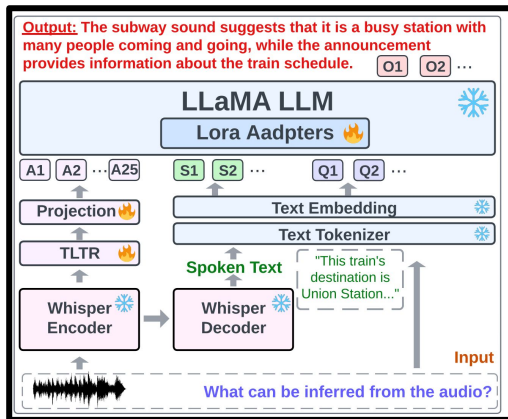 Output: The subway sound suggests that it is a busy station with
many people coming and going, while the announcement
provides information about the train schedule.
O1 O2 ...
LLaMA LLM
Lora Aadpters
A1 A2 ...A25 S1 S2 ... Q1 Q2 ...
Projection
Text Embedding
TLTR
Text Tokenizer
Spoken Text
"This train's
destination is
Union Station..."
Whisper
Encoder
Whisper
Decoder
Input
What can be inferred from the audio?